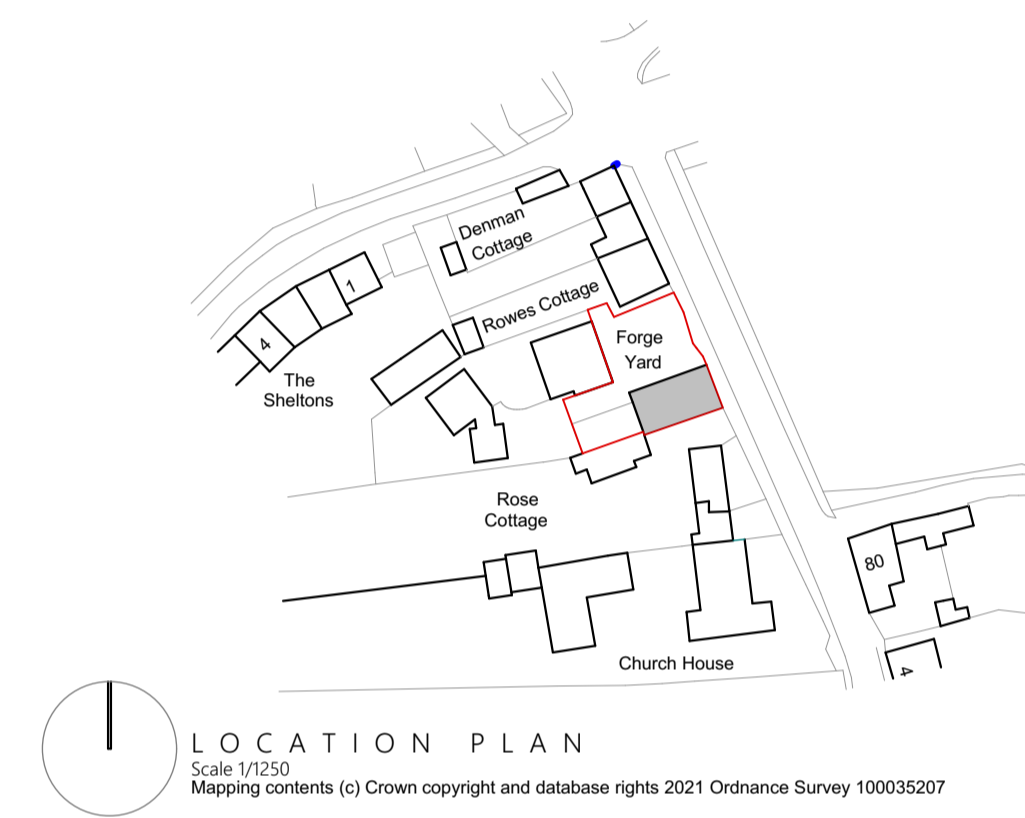 Denman
Cottage
1
Rowes Cottage
4
Forge
Yard
The
Sheltons
Rose
Cottage
80
Church House
4
LOCATION PLAN
Scale 1/1250
Mapping contents (c) Crown copyright and database rights 2021 Ordnance Survey 100035207